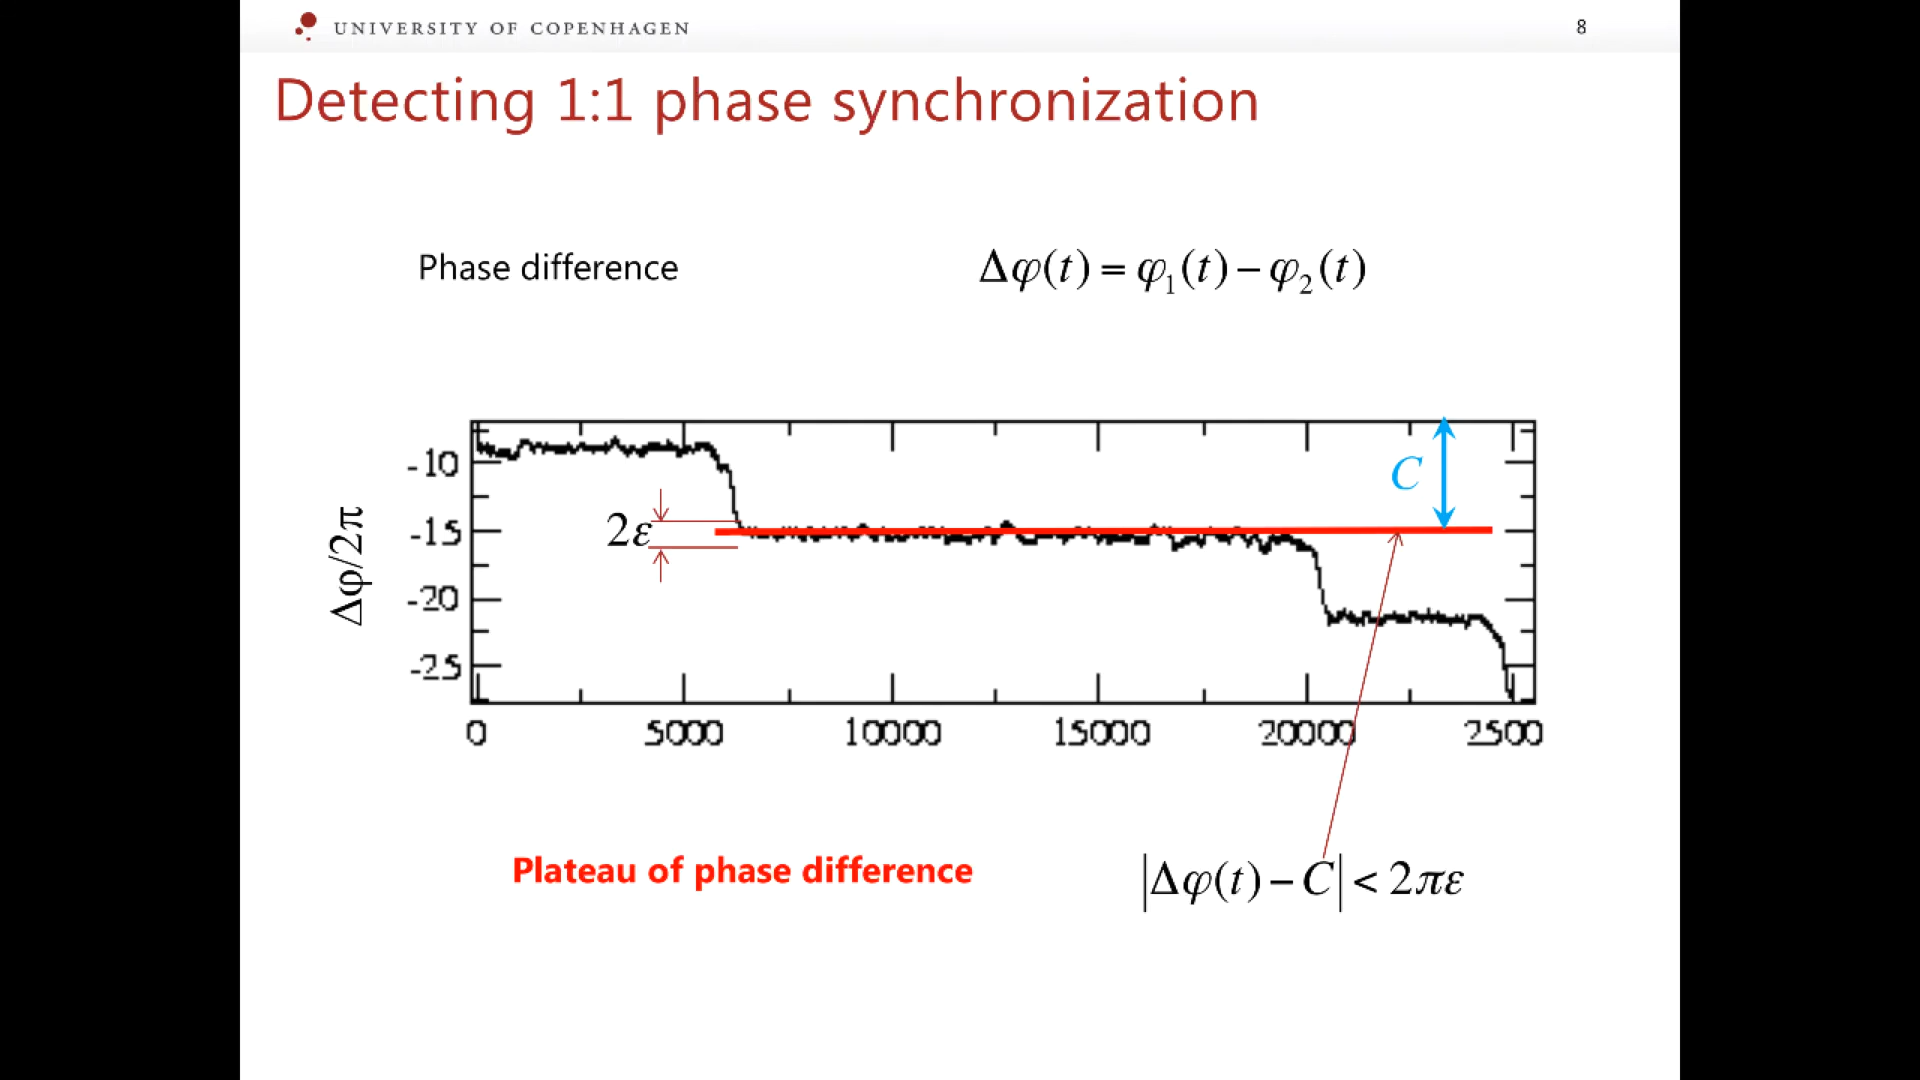 UNIVERSITY OF COPENHAGEN
8
Detecting 1:1 phase synchronization
Phase difference
Δφ(t) = φ₁(t) − φ₂(t)
Δφ/2π
-10
-15
-20
-25
2ε
C
0 5000 10000 15000 20000 2500
Plateau of phase difference
|Δφ(t) − C| < 2πε